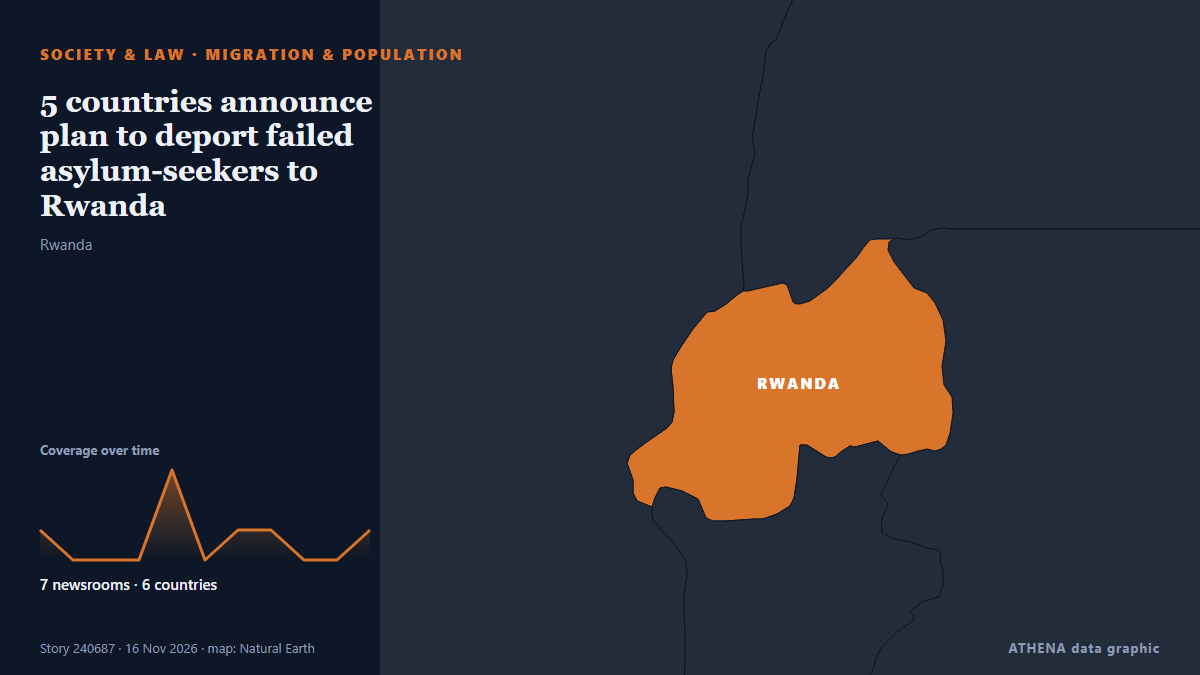 SOCIETY & LAW · MIGRATION & POPULATION
5 countries announce
plan to deport failed
asylum-seekers to
Rwanda
Rwanda
RWANDA
Coverage over time
7 newsrooms · 6 countries
Story 240687 · 16 Nov 2026 · map: Natural Earth
ATHENA data graphic